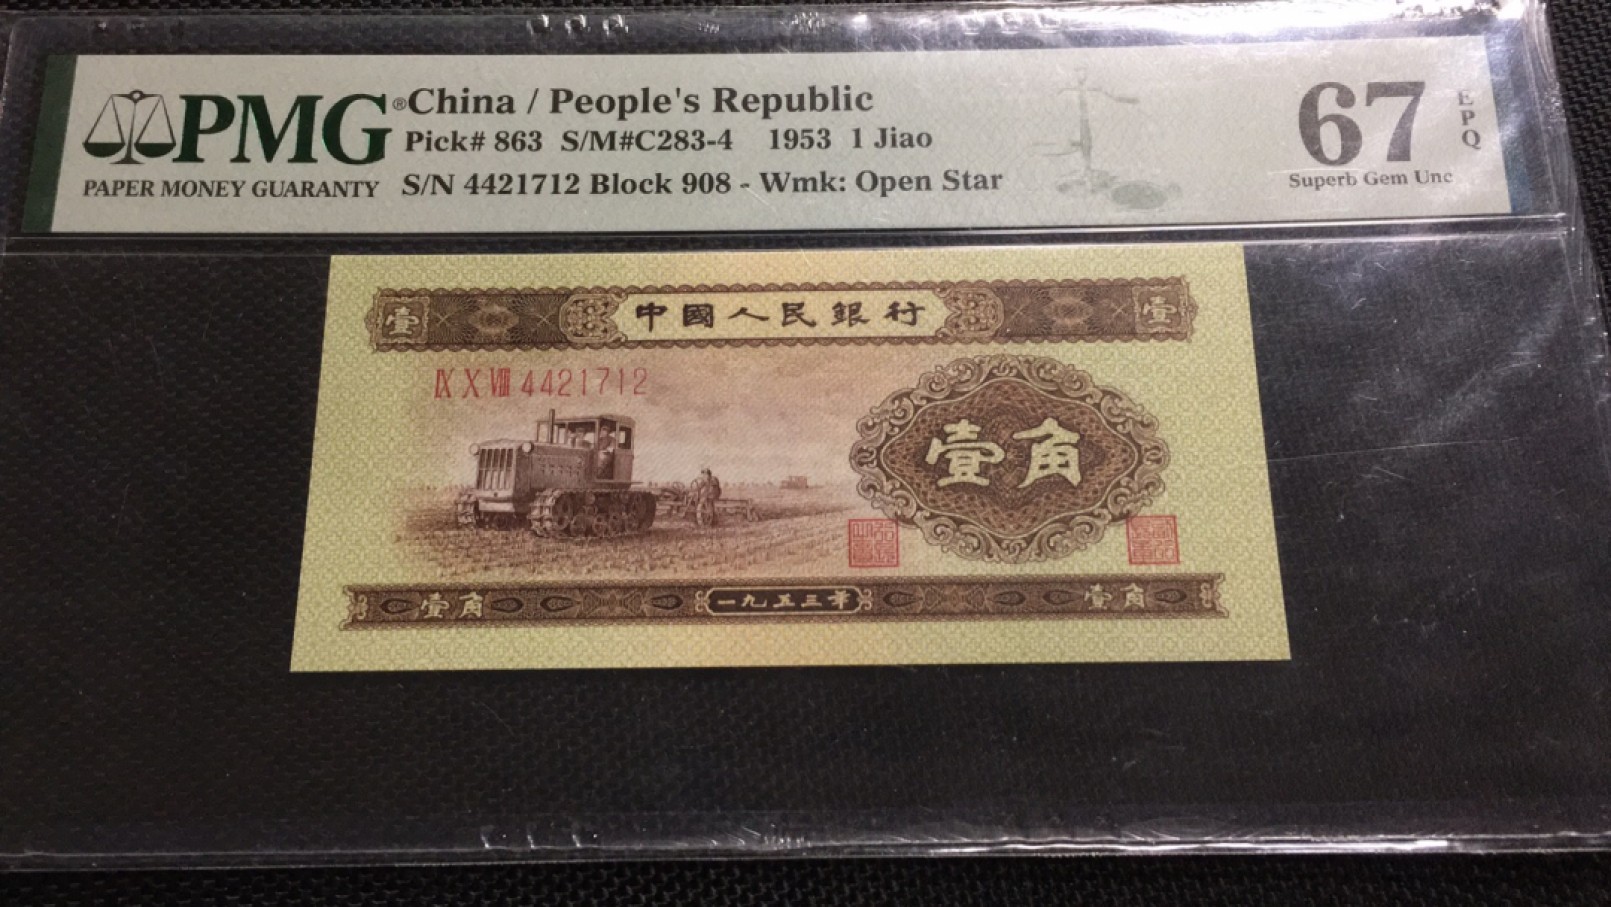 PMG®
PAPER MONEY GUARANTY
China / People's Republic
Pick# 863 S/M#C283-4 1953 1 Jiao
S/N 4421712 Block 908 - Wmk: Open Star
67
EPQ
Superb Gem Unc
壹 中國人民銀行 壹
IX X VIII 4421712
壹角
壹角 一九五三年 壹角